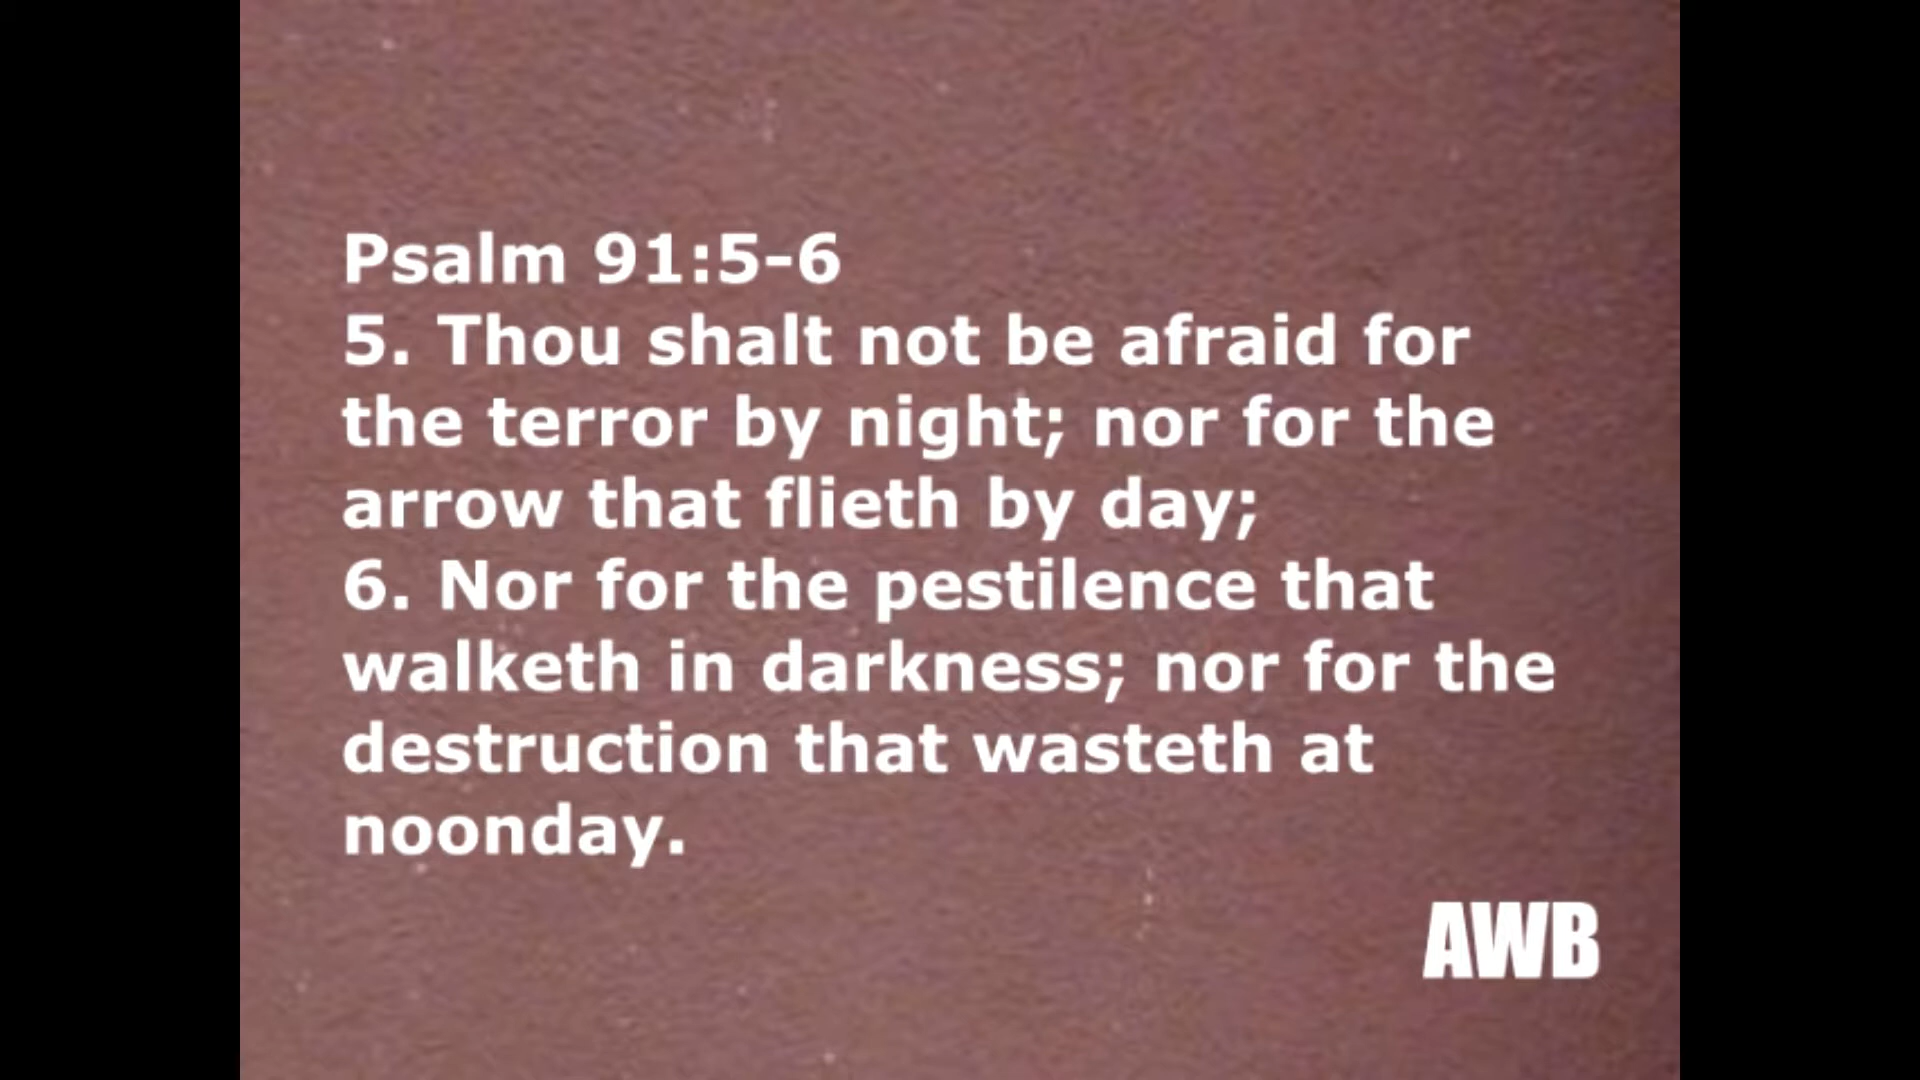 Psalm 91:5-6
5. Thou shalt not be afraid for
the terror by night; nor for the
arrow that flieth by day;
6. Nor for the pestilence that
walketh in darkness; nor for the
destruction that wasteth at
noonday.
AWB